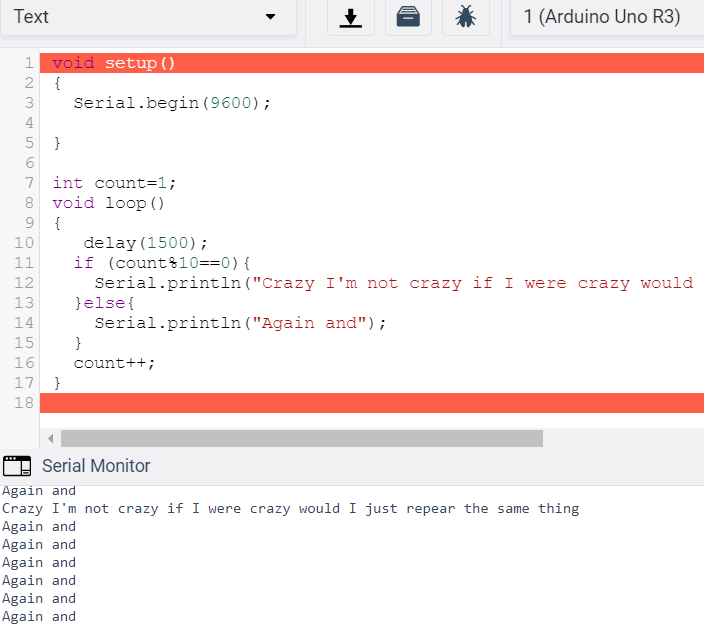 Text
1 (Arduino Uno R3)
1 void setup()
2 {
3   Serial.begin(9600);
4
5 }
6
7 int count=1;
8 void loop()
9 {
10    delay(1500);
11   if (count%10==0){
12     Serial.println("Crazy I'm not crazy if I were crazy would
13   }else{
14     Serial.println("Again and");
15   }
16   count++;
17 }
18
Serial Monitor
Again and
Crazy I'm not crazy if I were crazy would I just repear the same thing
Again and
Again and
Again and
Again and
Again and
Again and